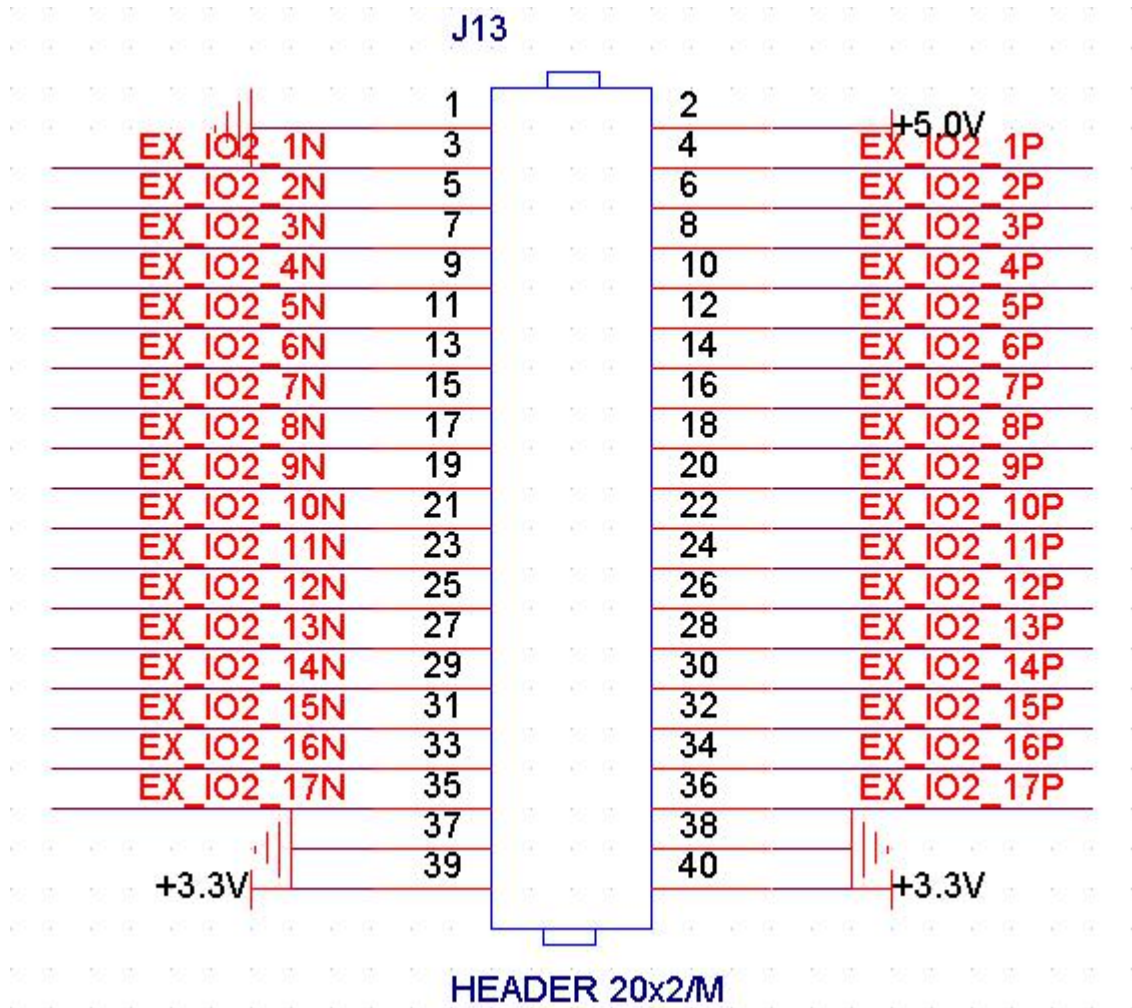 J13
1 2
+5.0V
EX_IO2_1N 3 4 EX_IO2_1P
EX_IO2_2N 5 6 EX_IO2_2P
EX_IO2_3N 7 8 EX_IO2_3P
EX_IO2_4N 9 10 EX_IO2_4P
EX_IO2_5N 11 12 EX_IO2_5P
EX_IO2_6N 13 14 EX_IO2_6P
EX_IO2_7N 15 16 EX_IO2_7P
EX_IO2_8N 17 18 EX_IO2_8P
EX_IO2_9N 19 20 EX_IO2_9P
EX_IO2_10N 21 22 EX_IO2_10P
EX_IO2_11N 23 24 EX_IO2_11P
EX_IO2_12N 25 26 EX_IO2_12P
EX_IO2_13N 27 28 EX_IO2_13P
EX_IO2_14N 29 30 EX_IO2_14P
EX_IO2_15N 31 32 EX_IO2_15P
EX_IO2_16N 33 34 EX_IO2_16P
EX_IO2_17N 35 36 EX_IO2_17P
37 38
39 40
+3.3V +3.3V
HEADER 20x2/M